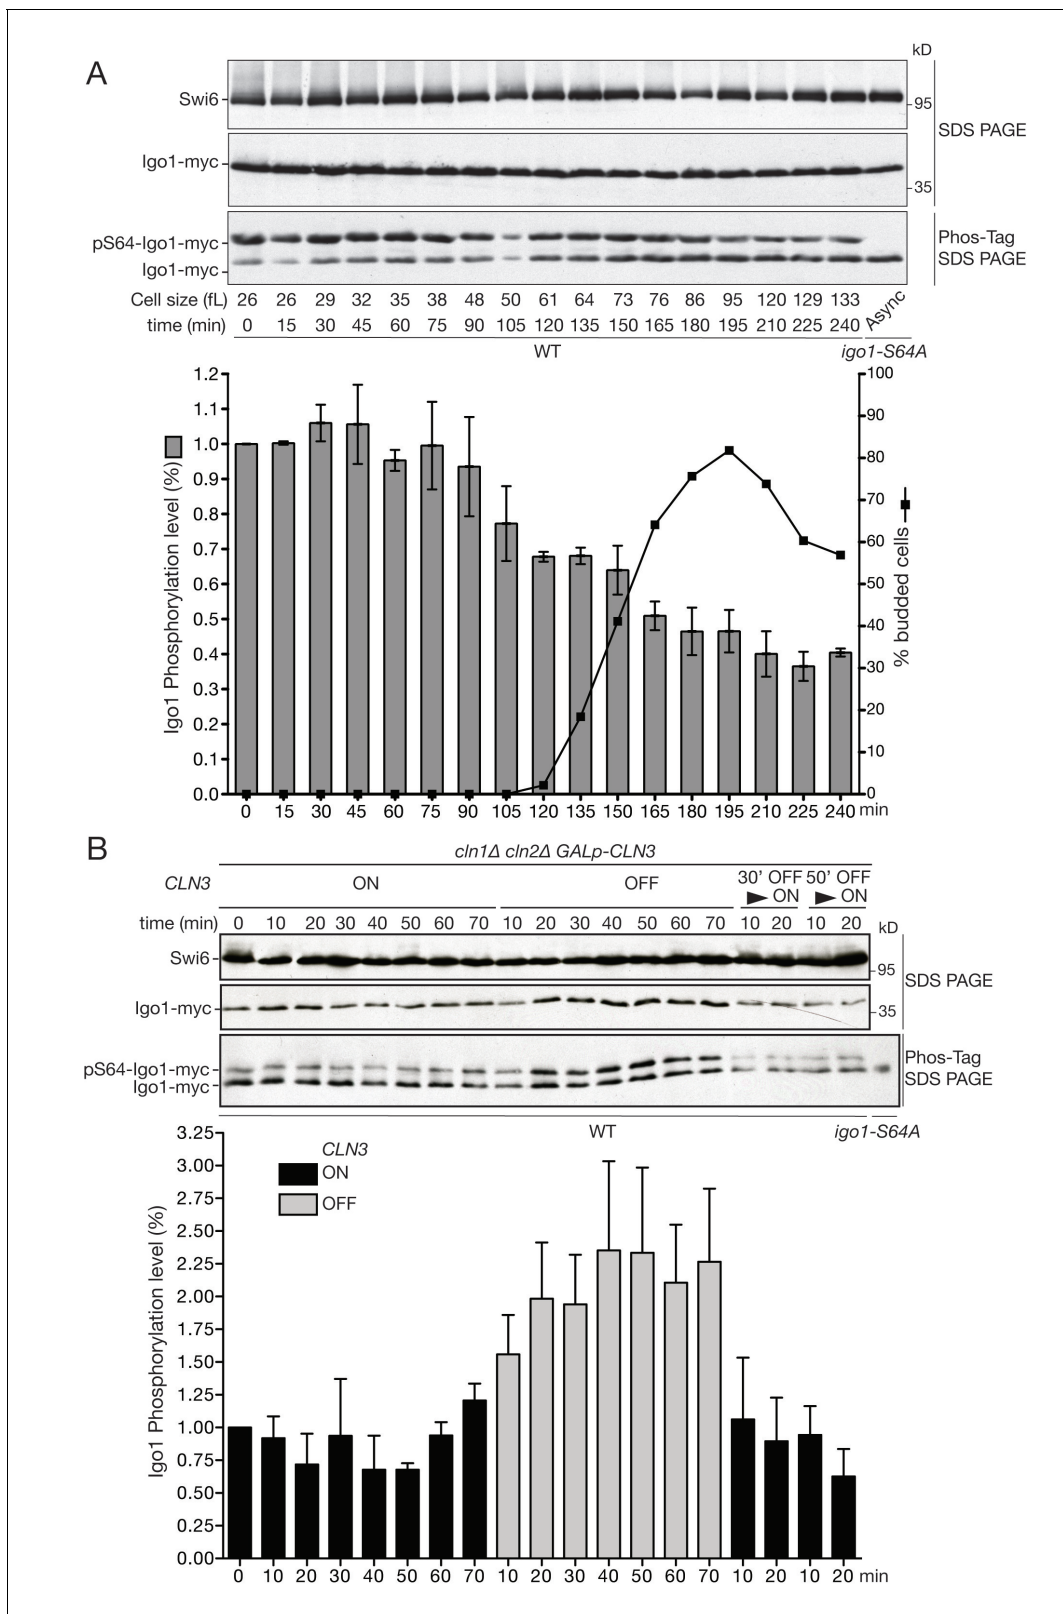 A
kD
Swi6
95
SDS PAGE
Igo1-myc
35
pS64-Igo1-myc
Igo1-myc
Phos-Tag
SDS PAGE
Cell size (fL) 26 26 29 32 35 38 48 50 61 64 73 76 86 95 120 129 133
time (min) 0 15 30 45 60 75 90 105 120 135 150 165 180 195 210 225 240 Async
WT igo1-S64A
Igo1 Phosphorylation level (%)
1.2
1.1
1.0
0.9
0.8
0.7
0.6
0.5
0.4
0.3
0.2
0.1
0.0
100
90
80
70
60
50
40
30
20
10
0
% budded cells
0 15 30 45 60 75 90 105 120 135 150 165 180 195 210 225 240 min
B
cln1Δ cln2Δ GALp-CLN3
CLN3 ON OFF 30' OFF ► ON 50' OFF ► ON
time (min) 0 10 20 30 40 50 60 70 10 20 30 40 50 60 70 10 20 10 20
kD
Swi6
95
SDS PAGE
Igo1-myc
35
pS64-Igo1-myc
Igo1-myc
Phos-Tag
SDS PAGE
WT igo1-S64A
Igo1 Phosphorylation level (%)
3.25
3.00
2.75
2.50
2.25
2.00
1.75
1.50
1.25
1.00
0.75
0.50
0.25
0.00
CLN3
ON
OFF
0 10 20 30 40 50 60 70 10 20 30 40 50 60 70 10 20 10 20 min